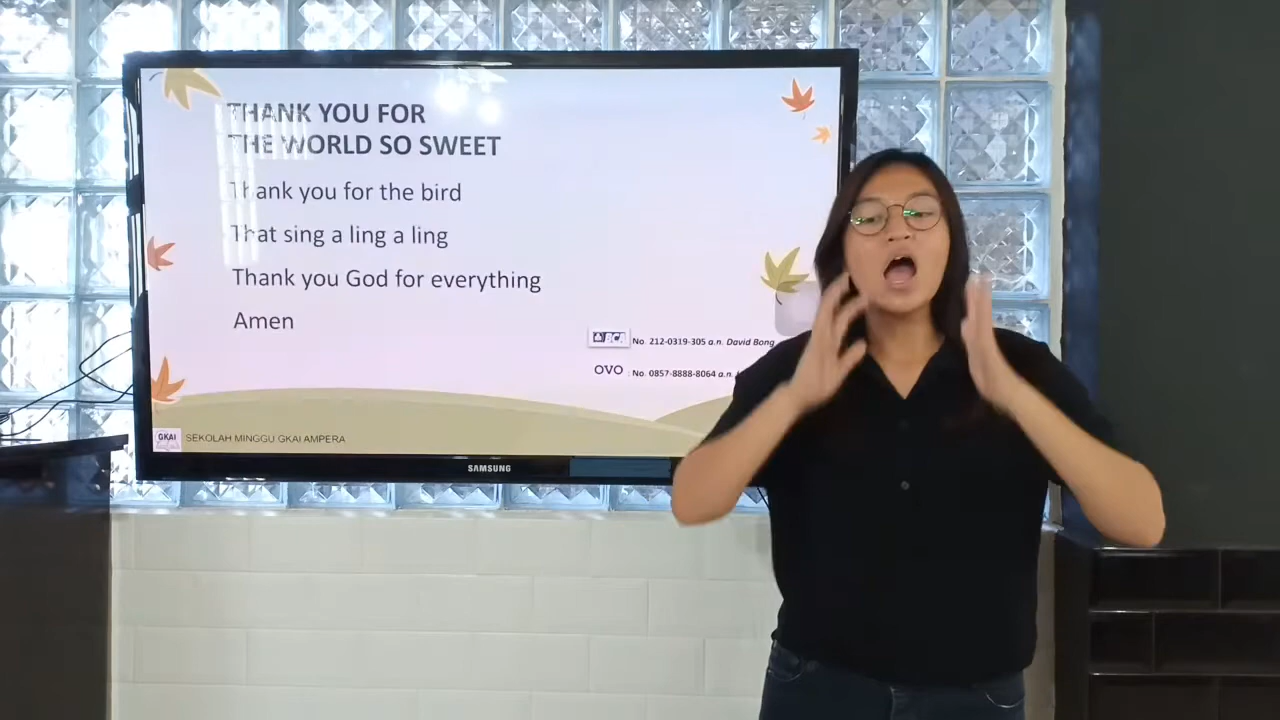 THANK YOU FOR
THE WORLD SO SWEET
Thank you for the bird
That sing a ling a ling
Thank you God for everything
Amen
BCA No. 212-0319-305 a.n. David Bong
OVO : No. 0857-8888-8064 a.n.
GKAI SEKOLAH MINGGU GKAI AMPERA
SAMSUNG